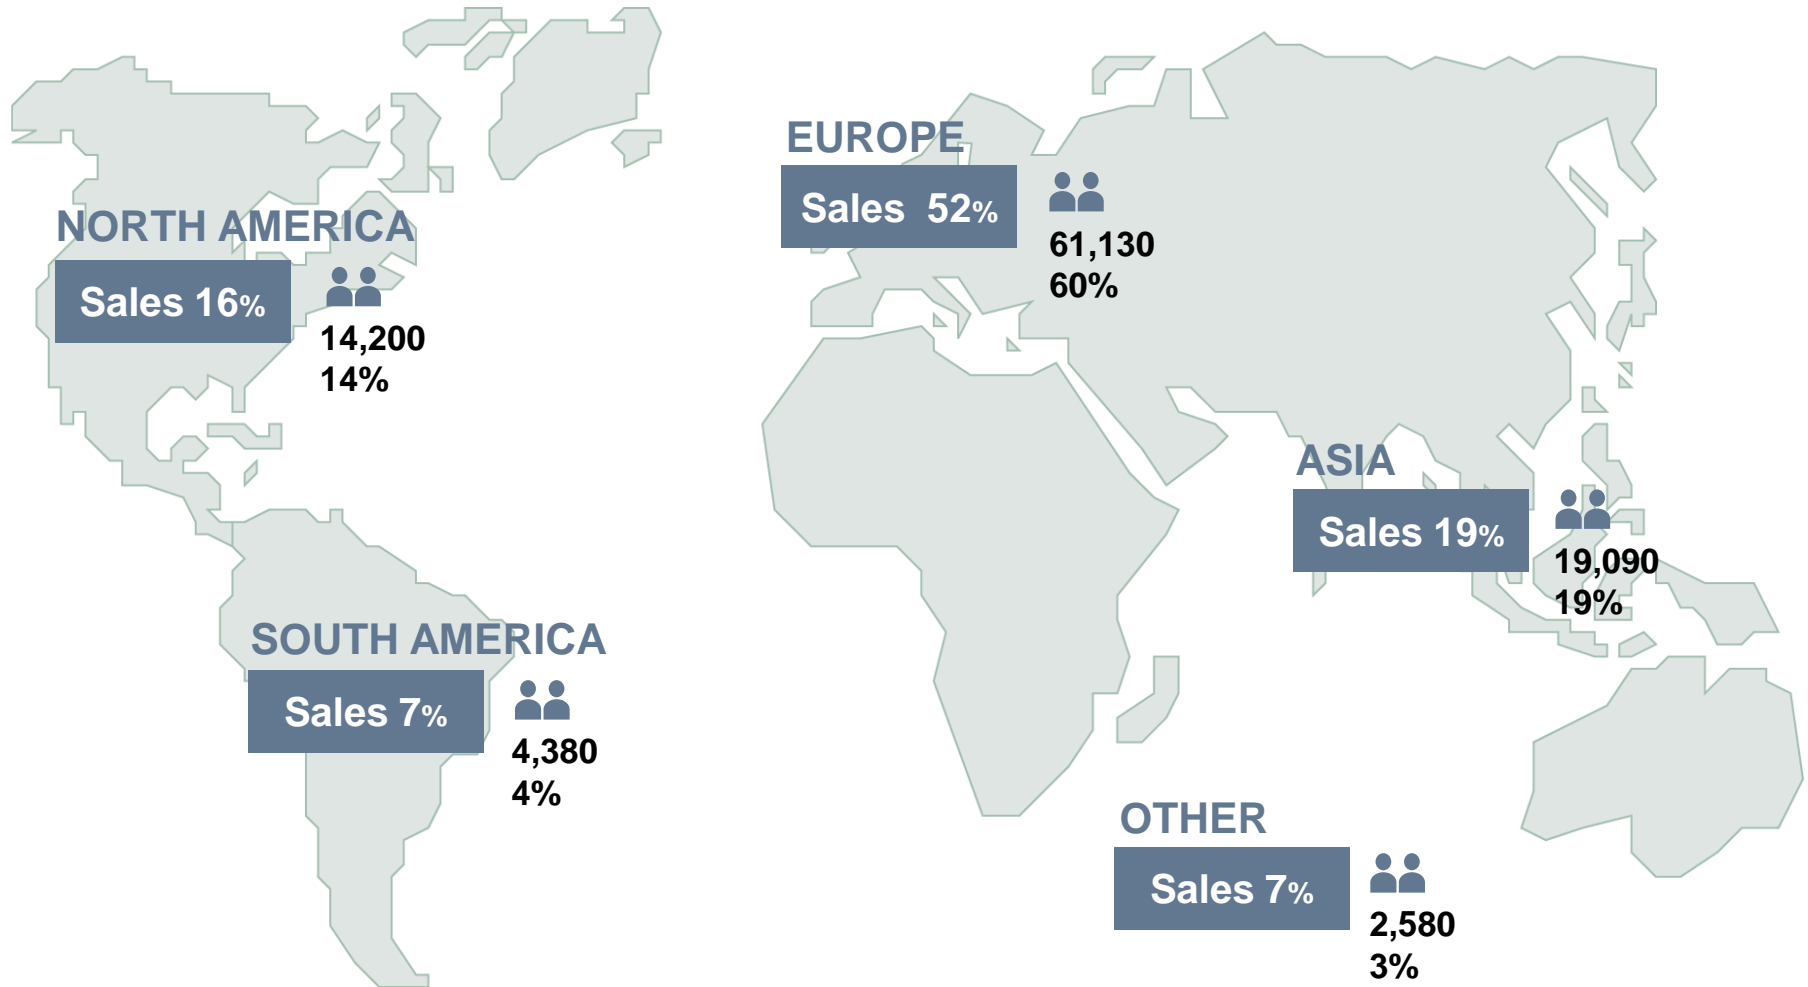 EUROPE
Sales 52%
61,130
60%
NORTH AMERICA
Sales 16%
14,200
14%
ASIA
Sales 19%
19,090
19%
SOUTH AMERICA
Sales 7%
4,380
4%
OTHER
Sales 7%
2,580
3%